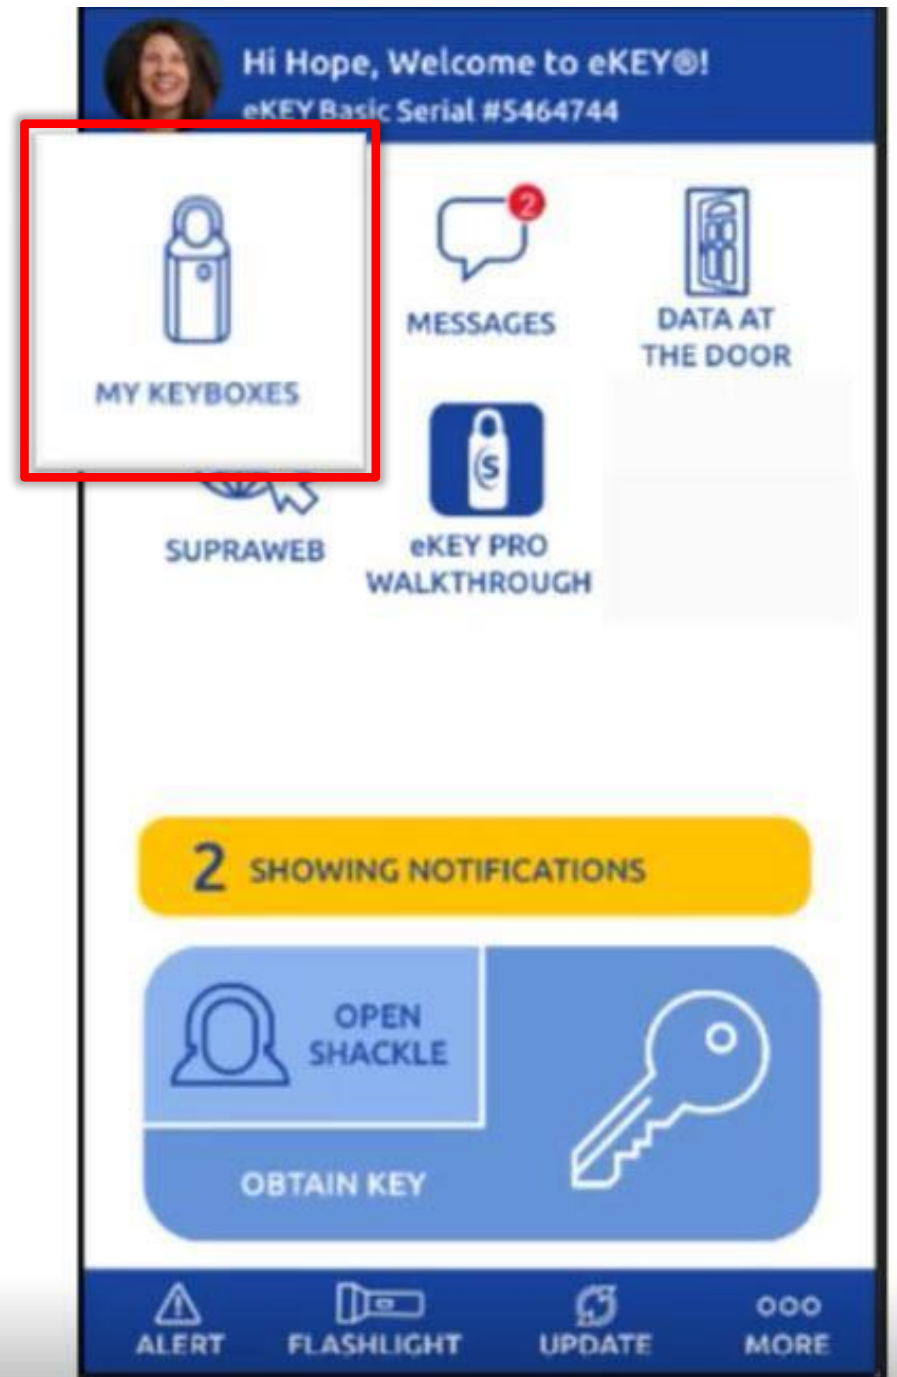 Hi Hope, Welcome to eKEY®!
eKEY Basic Serial #5464744
MY KEYBOXES
2
MESSAGES
DATA AT
THE DOOR
SUPRAWEB
S
eKEY PRO
WALKTHROUGH
2 SHOWING NOTIFICATIONS
OPEN
SHACKLE
OBTAIN KEY
ALERT
FLASHLIGHT
UPDATE
MORE